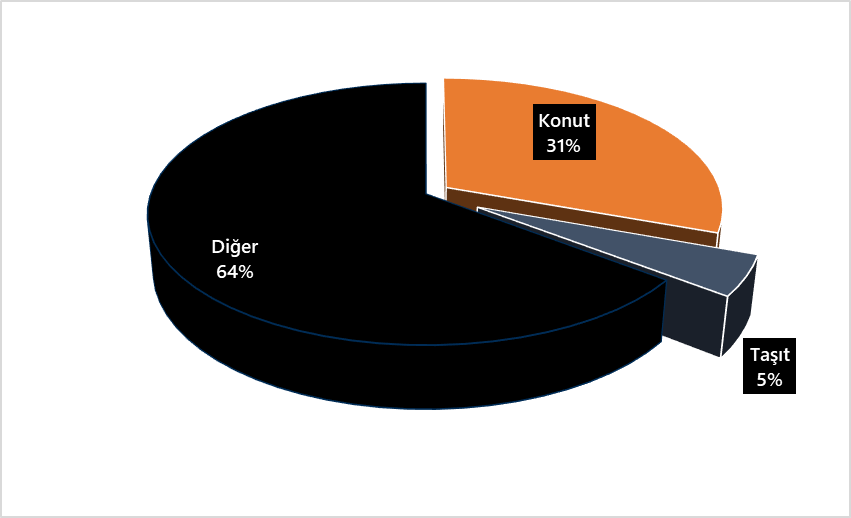 Konut
31%
Diğer
64%
Taşıt
5%